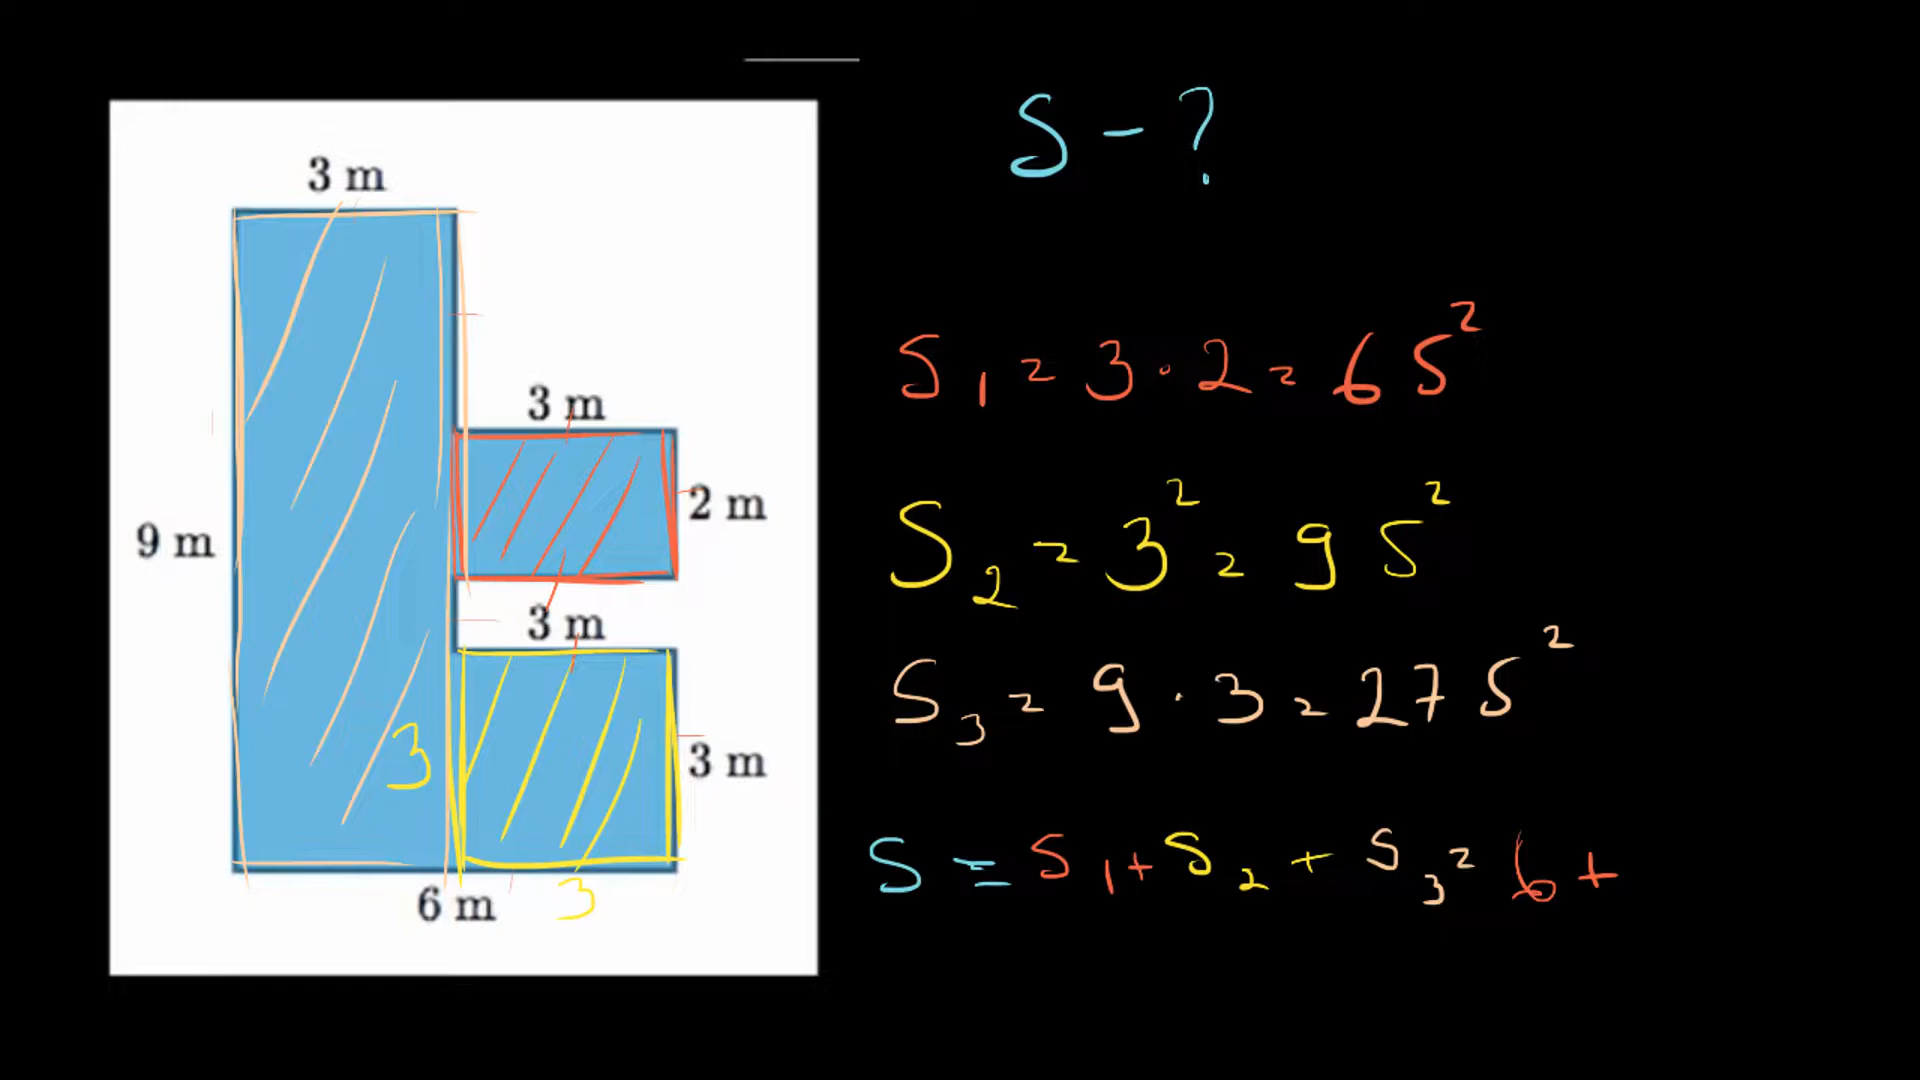 S - ?
3 m
S₁ = 3 · 2 = 6 S²
3 m
2 m
9 m
S₂ = 3² = 9 S²
3 m
S₃ = 9 · 3 = 27 S²
3
3 m
S = S₁ + S₂ + S₃ = 6 +
6 m
3